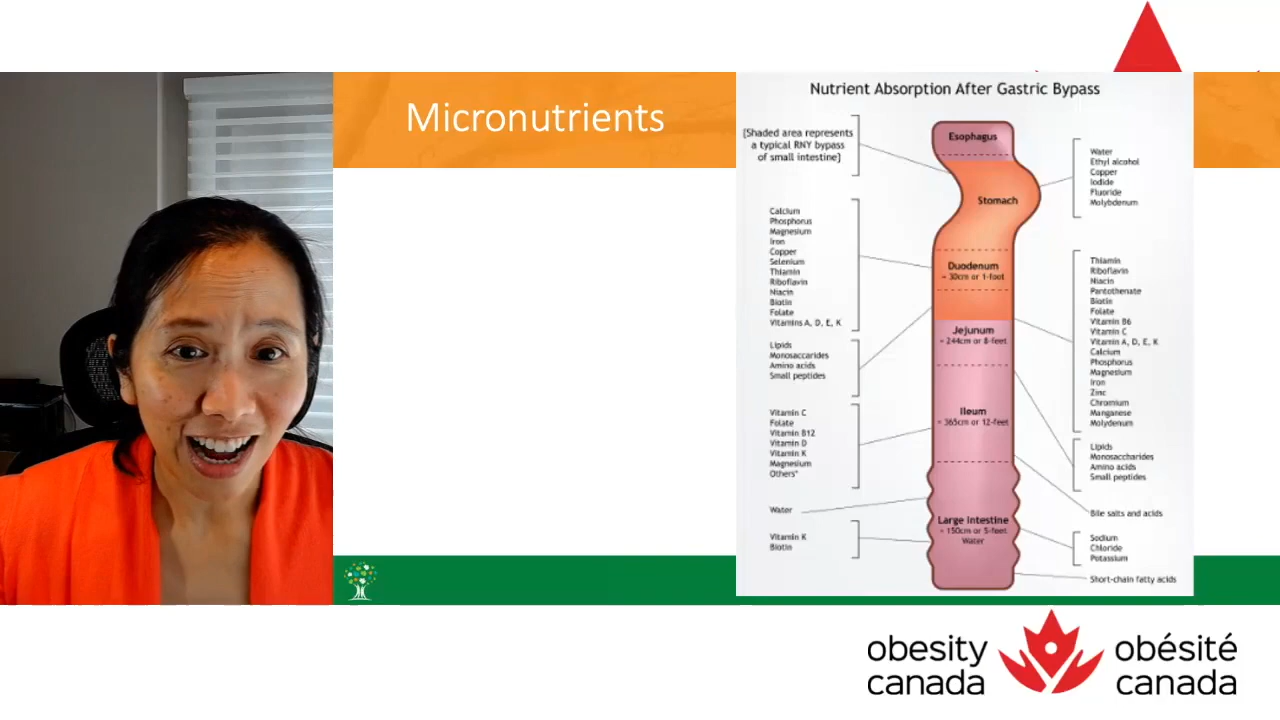 Micronutrients
Nutrient Absorption After Gastric Bypass
[Shaded area represents
a typical RNY bypass
of small intestine]
Calcium
Phosphorus
Magnesium
Iron
Copper
Selenium
Thiamin
Riboflavin
Niacin
Biotin
Folate
Vitamins A, D, E, K
Lipids
Monosaccarides
Amino acids
Small peptides
Vitamin C
Folate
Vitamin B12
Vitamin D
Vitamin K
Magnesium
Others*
Water
Vitamin K
Biotin
Esophagus
Stomach
Duodenum
≈ 30cm or 1-foot
Jejunum
≈ 244cm or 8-feet
Ileum
≈ 365cm or 12-feet
Large Intestine
≈ 150cm or 5-feet
Water
Water
Ethyl alcohol
Copper
Iodide
Fluoride
Molybdenum
Thiamin
Riboflavin
Niacin
Pantothenate
Biotin
Folate
Vitamin B6
Vitamin C
Vitamin A, D, E, K
Calcium
Phosphorus
Magnesium
Iron
Zinc
Chromium
Manganese
Molydenum
Lipids
Monosaccharides
Amino acids
Small peptides
Bile salts and acids
Sodium
Chloride
Potassium
Short-chain fatty acids
obesity
canada
obésité
canada